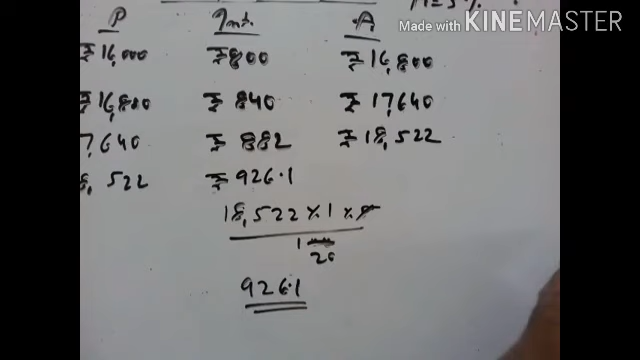 Made with KINEMASTER
P Int. A
₹16,000 ₹800 ₹16,800
₹16,800 ₹840 ₹17,640
7,640 ₹882 ₹18,522
8,522 ₹926.1
18,522 × 1 ×
1 20
926.1